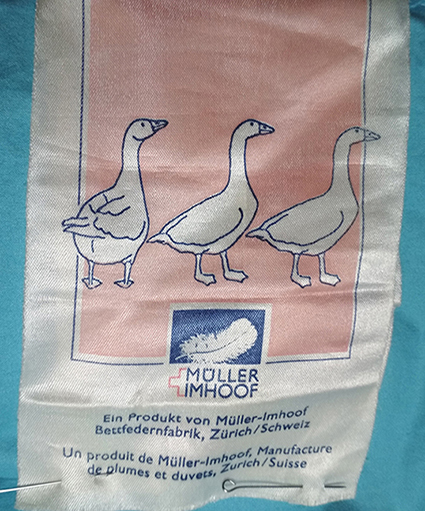 MÜLLER
IMHOOF
Ein Produkt von Müller-Imhoof
Bettfedernfabrik, Zürich/Schweiz
Un produit de Müller-Imhoof, Manufacture
de plumes et duvets, Zurich/Suisse